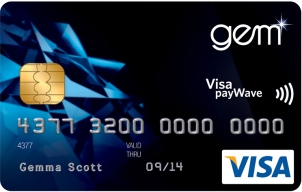 gem
Visa
payWave
4377 3200 0000 0000
4377
VALID
THRU
09/14
Gemma Scott
VISA